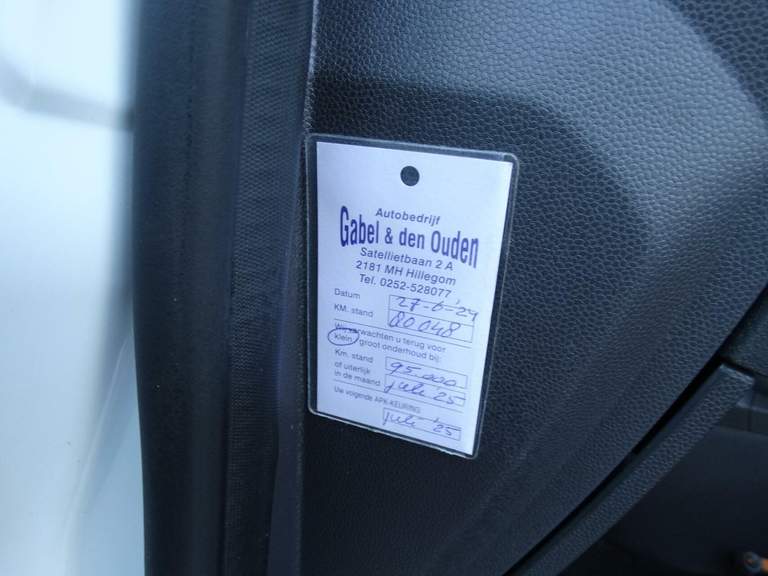 Autobedrijf
Gabel & den Ouden
Satellietbaan 2 A
2181 MH Hillegom
Tel. 0252-528077
Datum 27-6-'24
KM. stand 80048
Wij verwachten u terug voor
klein / groot onderhoud bij:
Km. stand 95.000
of uiterlijk
in de maand juli 25
Uw volgende APK-KEURING
juli '25